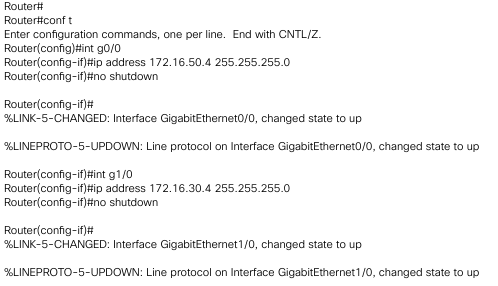 Router#
Router#conf t
Enter configuration commands, one per line.  End with CNTL/Z.
Router(config)#int g0/0
Router(config-if)#ip address 172.16.50.4 255.255.255.0
Router(config-if)#no shutdown
Router(config-if)#
%LINK-5-CHANGED: Interface GigabitEthernet0/0, changed state to up
%LINEPROTO-5-UPDOWN: Line protocol on Interface GigabitEthernet0/0, changed state to up
Router(config-if)#int g1/0
Router(config-if)#ip address 172.16.30.4 255.255.255.0
Router(config-if)#no shutdown
Router(config-if)#
%LINK-5-CHANGED: Interface GigabitEthernet1/0, changed state to up
%LINEPROTO-5-UPDOWN: Line protocol on Interface GigabitEthernet1/0, changed state to up